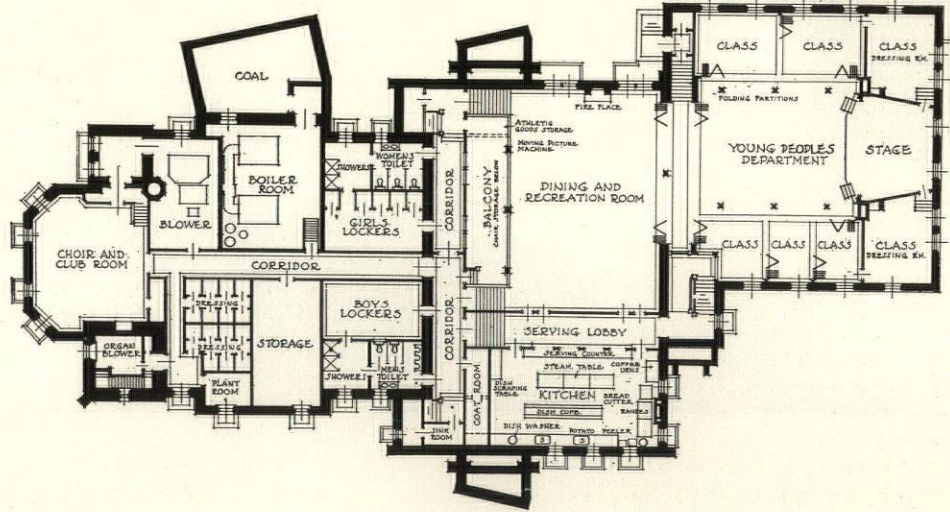 COAL
BOILER
ROOM
BLOWER
CHOIR AND
CLUB ROOM
ORGAN
BLOWER
CORRIDOR
DRESSING
DRESSING
PLANT
ROOM
STORAGE
SHOWERS
WOMENS
TOILET
GIRLS
LOCKERS
BOYS
LOCKERS
SHOWERS
MENS
TOILET
SINK
ROOM
CORRIDOR
CORRIDOR
COAT ROOM
BALCONY
CHAIR STORAGE BELOW
ATHLETIC
GOODS STORAGE
MOVING PICTURE
MACHINE
FIRE PLACE
DINING AND
RECREATION ROOM
SERVING LOBBY
SERVING COUNTER
STEAM TABLE
COFFEE
URNS
DISH
SCRAPING
TABLE
KITCHEN
BREAD
CUTTER
RANGES
DISH CUPB.
DISH WASHER
POTATO PEELER
S
S
CLASS
CLASS
CLASS
DRESSING RM.
FOLDING PARTITIONS
YOUNG PEOPLES
DEPARTMENT
STAGE
CLASS
CLASS
CLASS
CLASS
DRESSING RM.